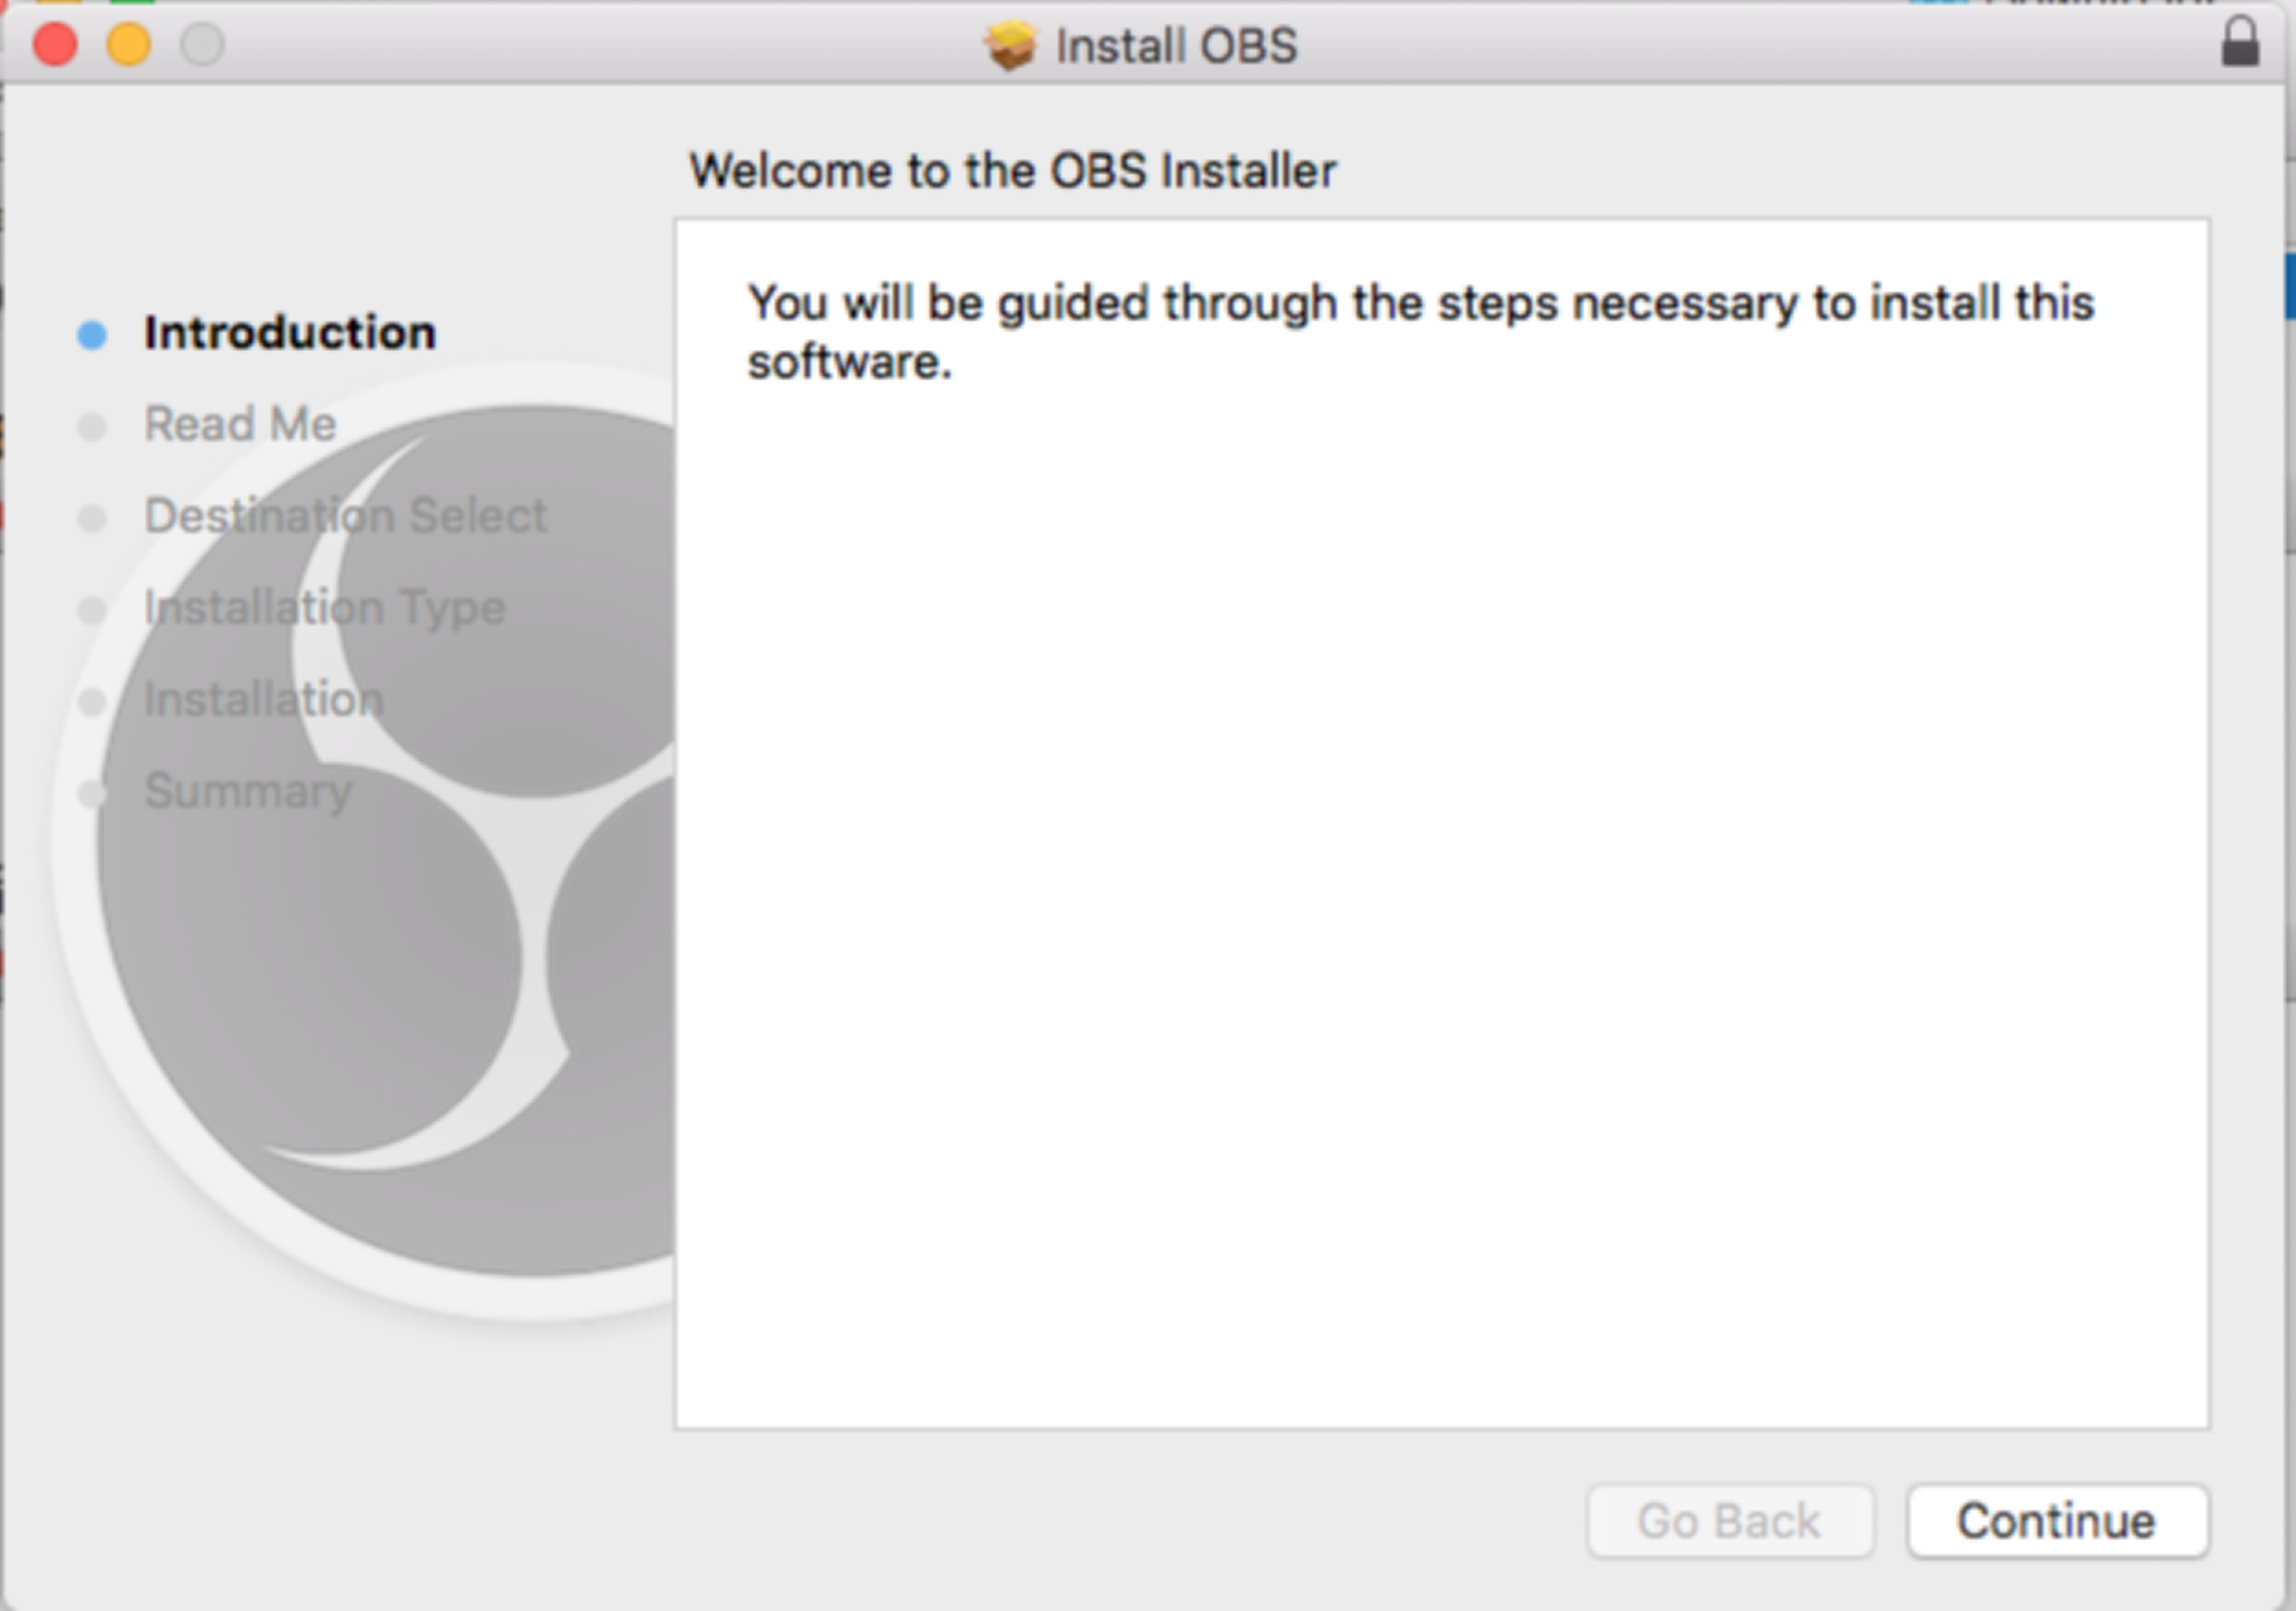 Install OBS
Welcome to the OBS Installer
Introduction
Read Me
Destination Select
Installation Type
Installation
Summary
You will be guided through the steps necessary to install this
software.
Go Back
Continue